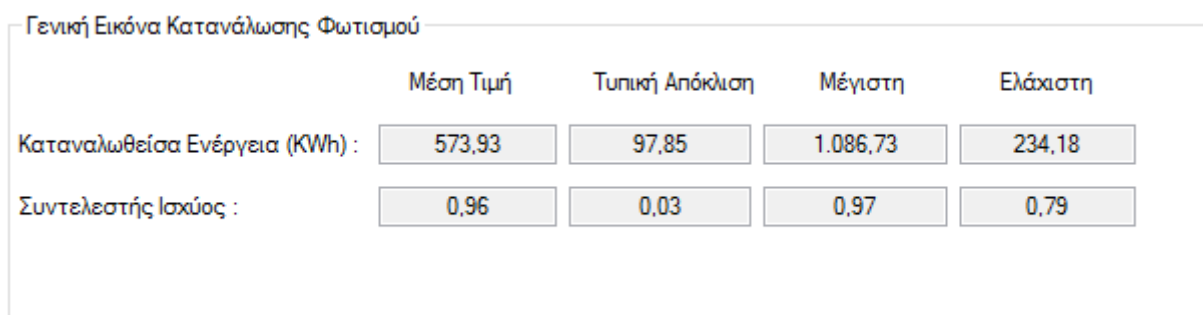 Γενική Εικόνα Κατανάλωσης Φωτισμού
Μέση Τιμή Τυπική Απόκλιση Μέγιστη Ελάχιστη
Καταναλωθείσα Ενέργεια (KWh) : 573,93 97,85 1.086,73 234,18
Συντελεστής Ισχύος : 0,96 0,03 0,97 0,79